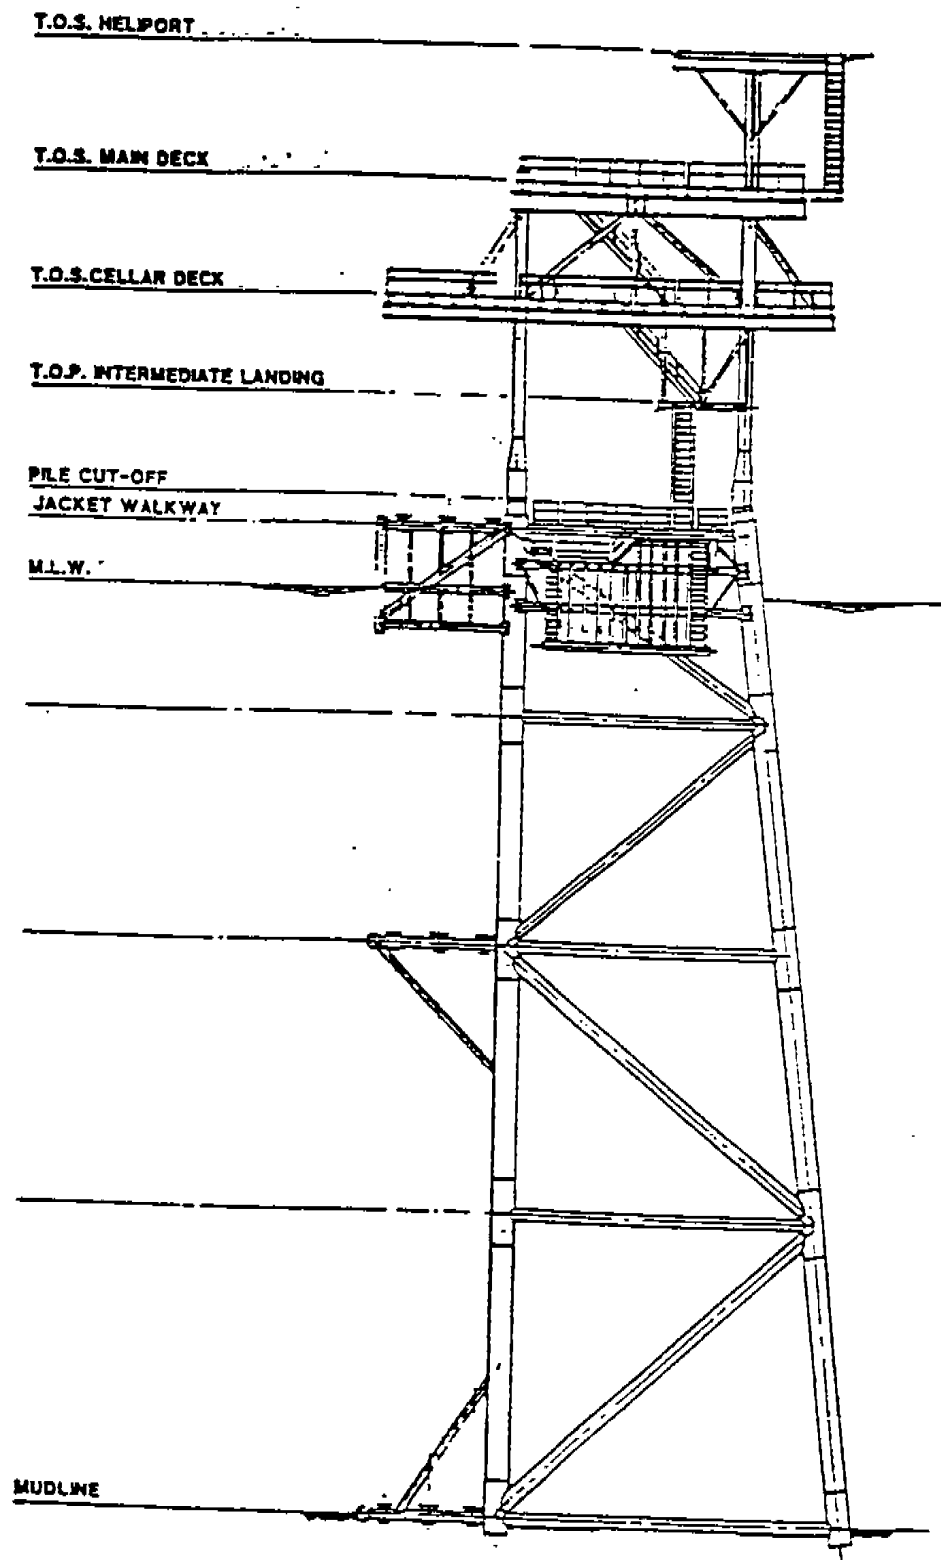 T.O.S. HELIPORT
T.O.S. MAIN DECK
T.O.S.CELLAR DECK
T.O.P. INTERMEDIATE LANDING
PILE CUT-OFF
JACKET WALKWAY
M.L.W.
MUDLINE